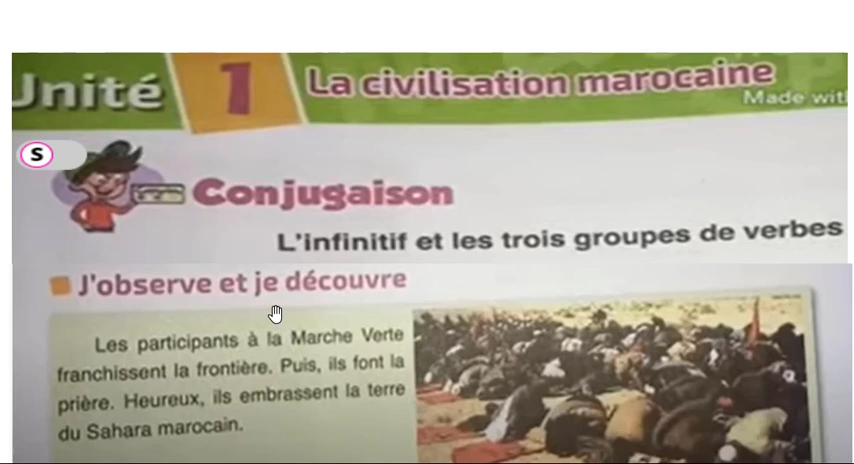 Unité 1 La civilisation marocaine
Made wit
S
Conjugaison
L'infinitif et les trois groupes de verbes
J'observe et je découvre
Les participants à la Marche Verte
franchissent la frontière. Puis, ils font la
prière. Heureux, ils embrassent la terre
du Sahara marocain.